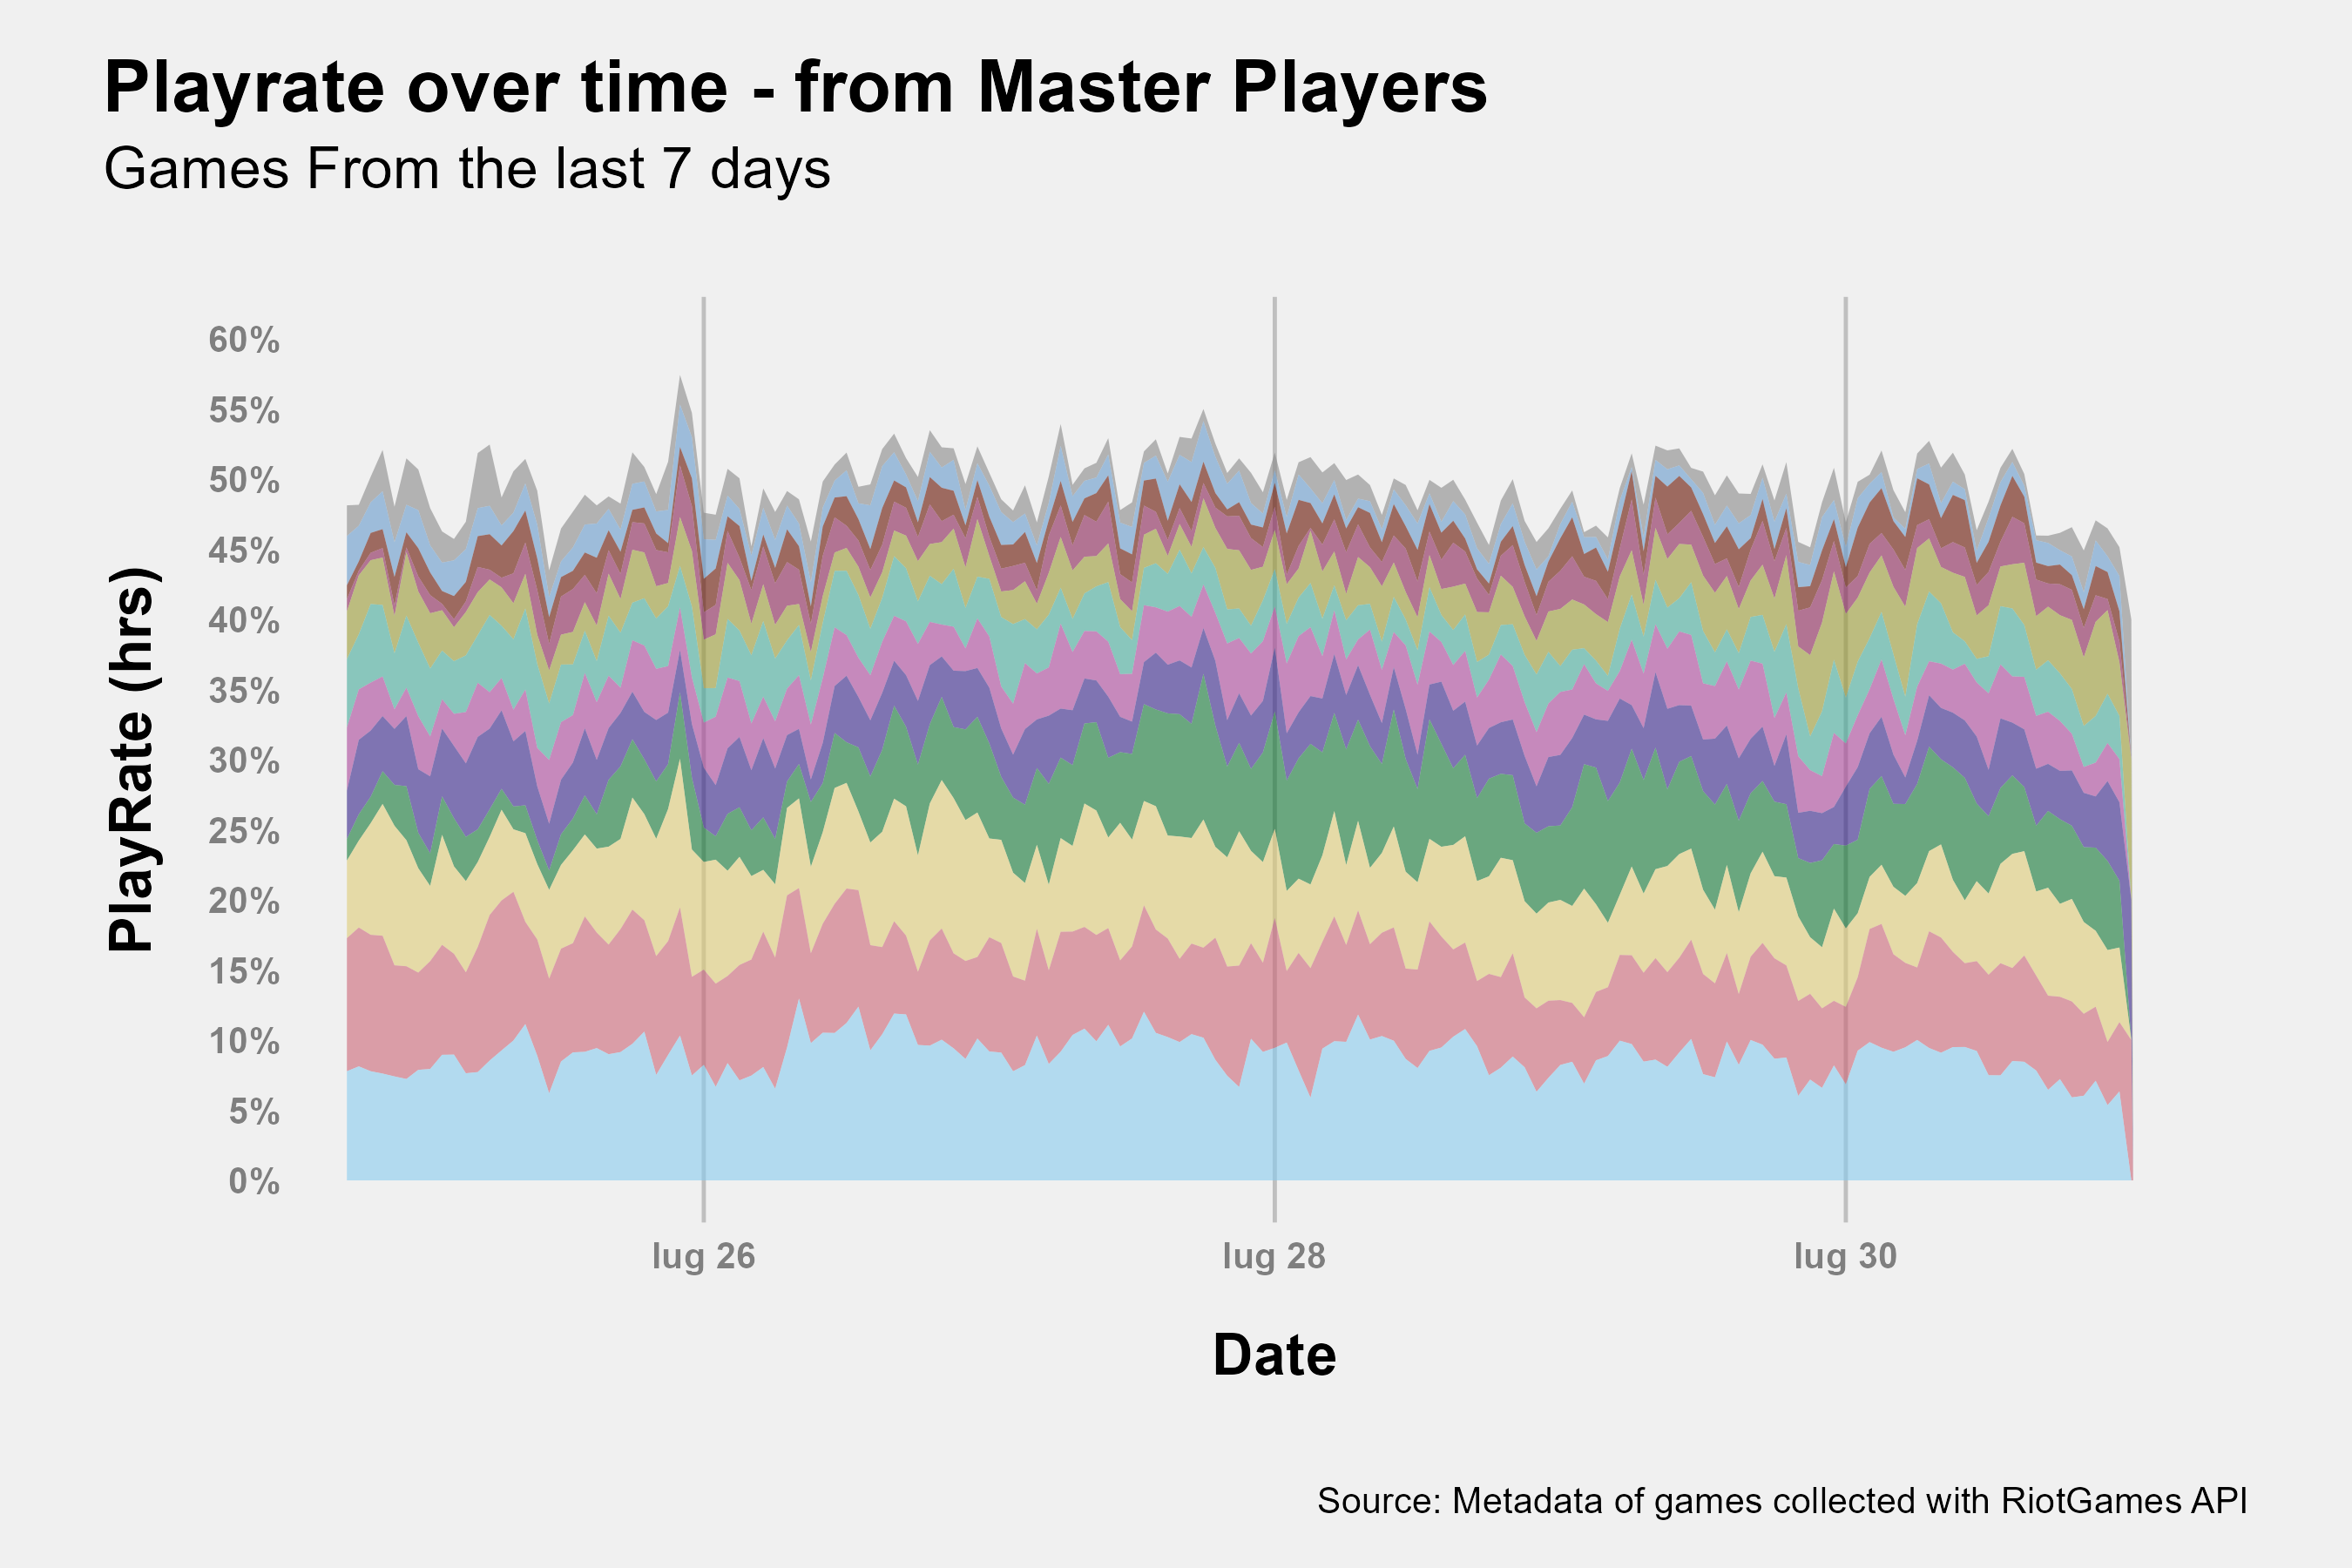 Playrate over time - from Master Players
Games From the last 7 days
PlayRate (hrs)
60%
55%
50%
45%
40%
35%
30%
25%
20%
15%
10%
5%
0%
lug 26
lug 28
lug 30
Date
Source: Metadata of games collected with RiotGames API